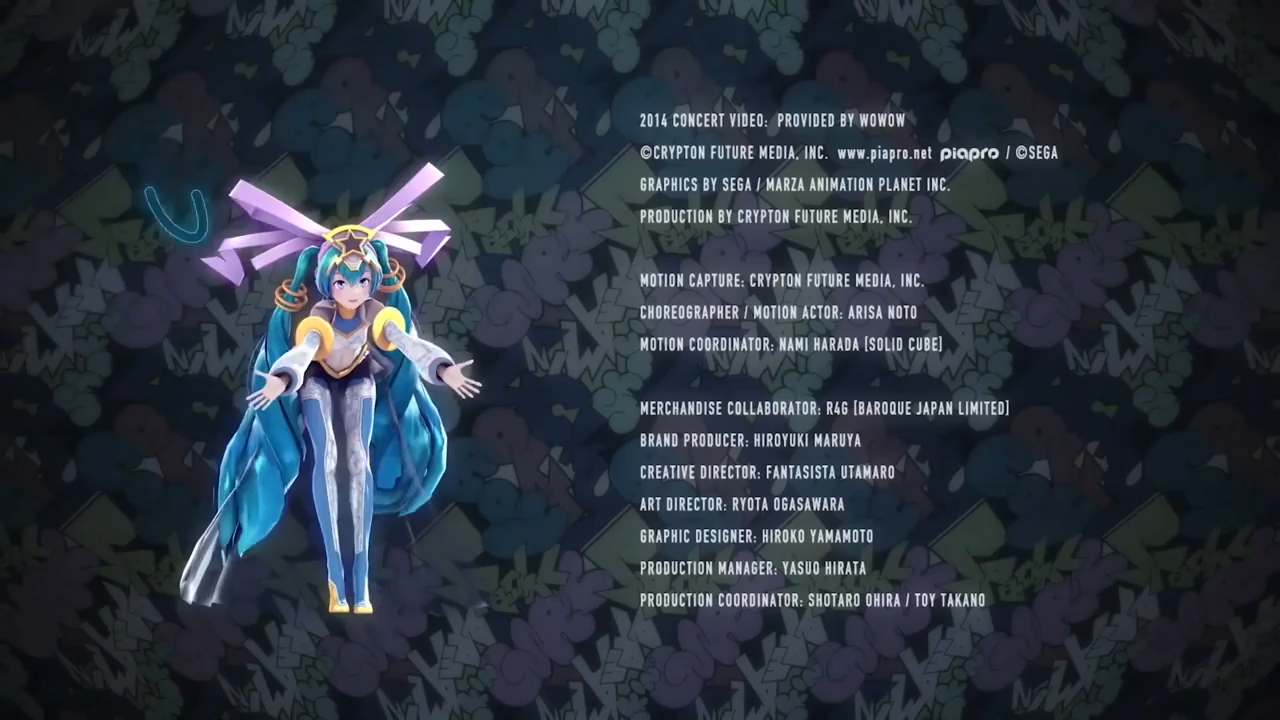 2014 CONCERT VIDEO: PROVIDED BY WOWOW
©CRYPTON FUTURE MEDIA, INC. www.piapro.net piapro / ©SEGA
GRAPHICS BY SEGA / MARZA ANIMATION PLANET INC.
PRODUCTION BY CRYPTON FUTURE MEDIA, INC.
MOTION CAPTURE: CRYPTON FUTURE MEDIA, INC.
CHOREOGRAPHER / MOTION ACTOR: ARISA NOTO
MOTION COORDINATOR: NAMI HARADA [SOLID CUBE]
MERCHANDISE COLLABORATOR: R4G [BAROQUE JAPAN LIMITED]
BRAND PRODUCER: HIROYUKI MARUYA
CREATIVE DIRECTOR: FANTASISTA UTAMARO
ART DIRECTOR: RYOTA OGASAWARA
GRAPHIC DESIGNER: HIROKO YAMAMOTO
PRODUCTION MANAGER: YASUO HIRATA
PRODUCTION COORDINATOR: SHOTARO OHIRA / TOY TAKANO